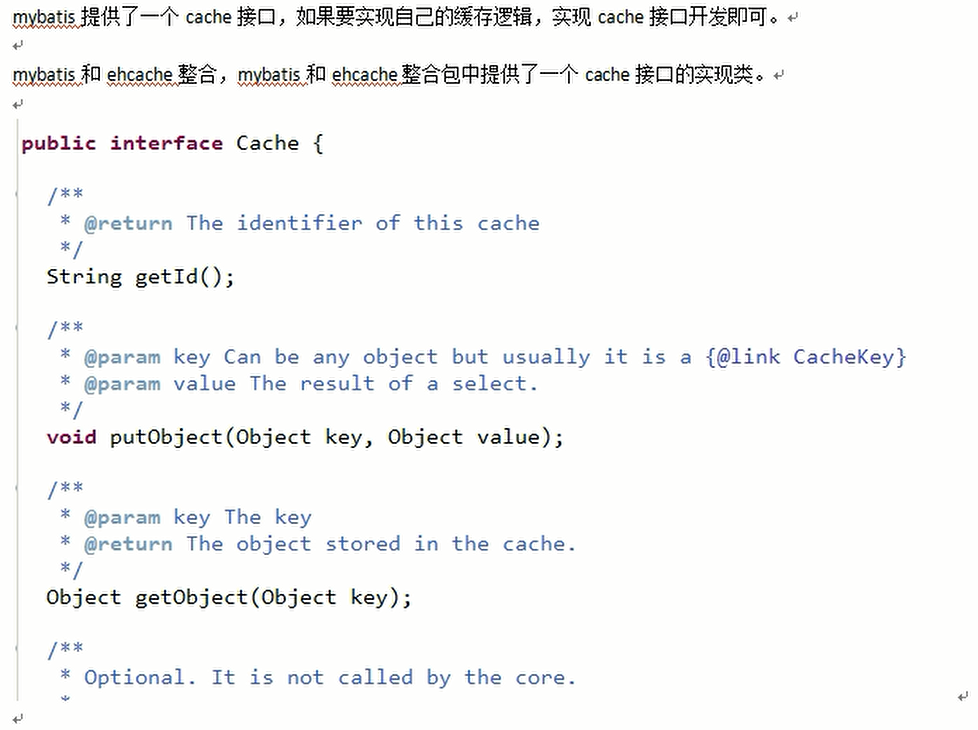 mybatis 提供了一个 cache 接口，如果要实现自己的缓存逻辑，实现 cache 接口开发即可。
mybatis 和 ehcache 整合，mybatis 和 ehcache 整合包中提供了一个 cache 接口的实现类。
public interface Cache {
/**
* @return The identifier of this cache
*/
String getId();
/**
* @param key Can be any object but usually it is a {@link CacheKey}
* @param value The result of a select.
*/
void putObject(Object key, Object value);
/**
* @param key The key
* @return The object stored in the cache.
*/
Object getObject(Object key);
/**
* Optional. It is not called by the core.
*